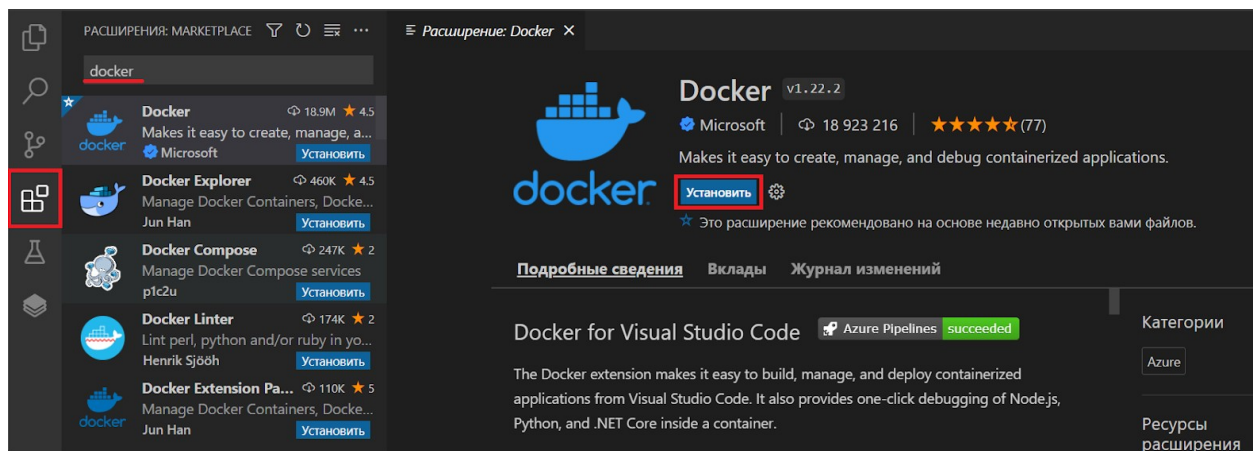 РАСШИРЕНИЯ: MARKETPLACE
docker
Docker 18.9M ★ 4.5
Makes it easy to create, manage, a...
docker
Microsoft Установить
Docker Explorer 460K ★ 4.5
Manage Docker Containers, Docke...
Jun Han Установить
Docker Compose 247K ★ 2
Manage Docker Compose services
p1c2u Установить
Docker Linter 174K ★ 2
Lint perl, python and/or ruby in yo...
Henrik Sjööh Установить
Docker Extension Pa... 110K ★ 5
Manage Docker Containers, Docke...
docker
Jun Han Установить
Расширение: Docker
docker
Docker v1.22.2
Microsoft | 18 923 216 | ★★★★★(77)
Makes it easy to create, manage, and debug containerized applications.
Установить
Это расширение рекомендовано на основе недавно открытых вами файлов.
Подробные сведения Вклады Журнал изменений
Docker for Visual Studio Code Azure Pipelines succeeded
The Docker extension makes it easy to build, manage, and deploy containerized
applications from Visual Studio Code. It also provides one-click debugging of Node.js,
Python, and .NET Core inside a container.
Категории
Azure
Ресурсы
расширения